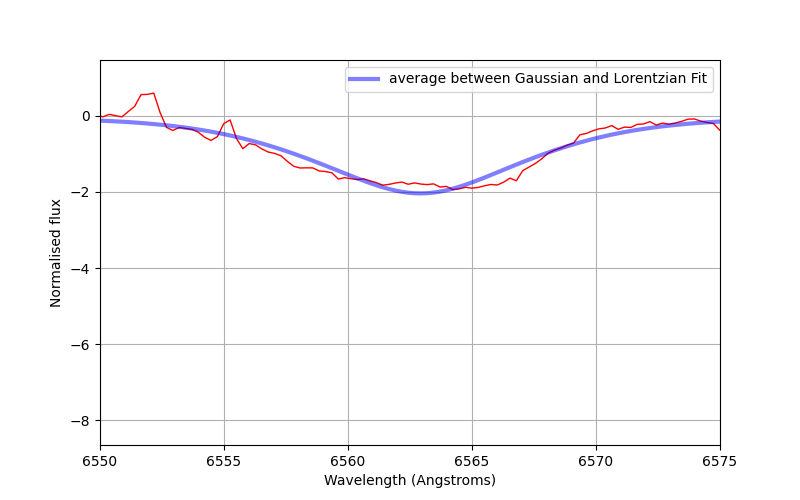 average between Gaussian and Lorentzian Fit
Normalised flux
0
−2
−4
−6
−8
6550 6555 6560 6565 6570 6575
Wavelength (Angstroms)